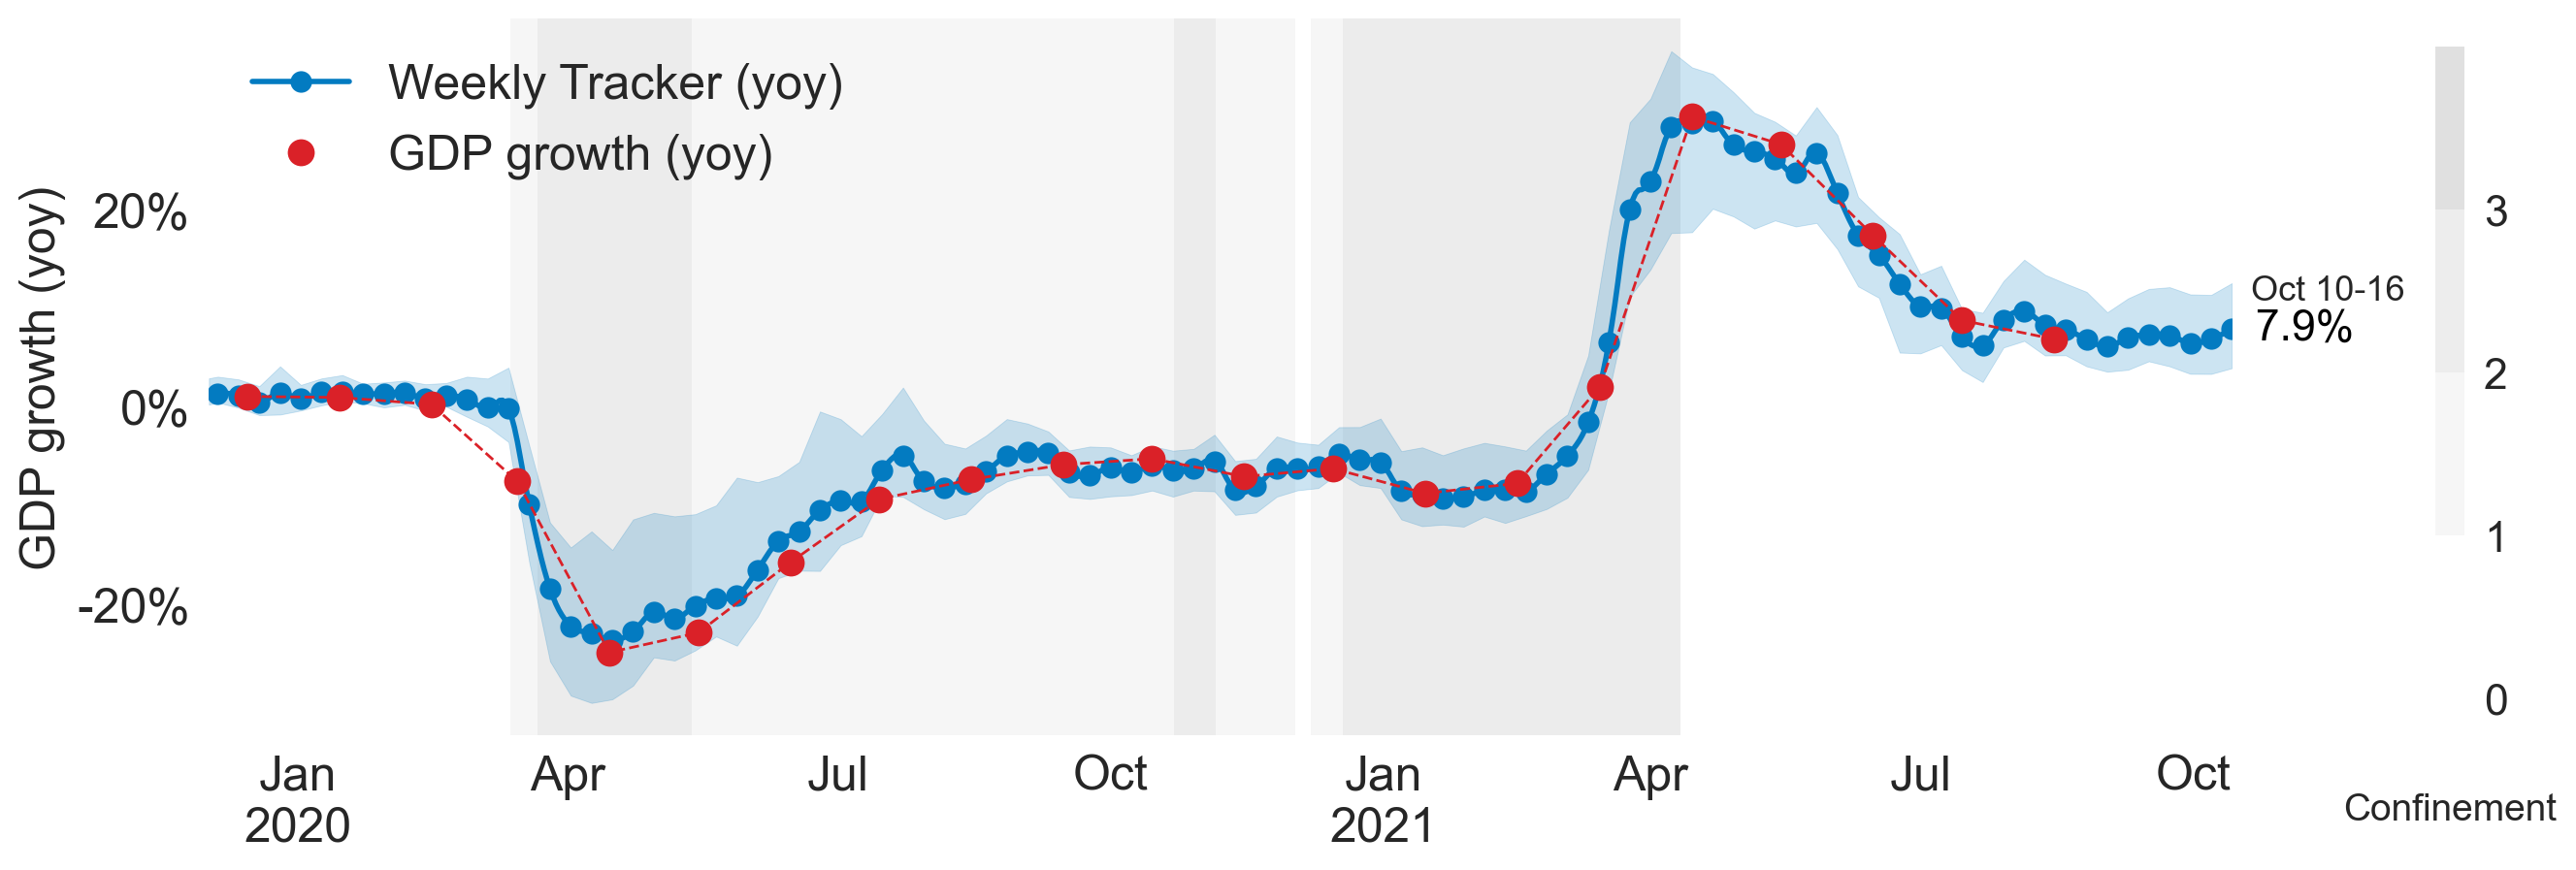 Weekly Tracker (yoy)
GDP growth (yoy)
GDP growth (yoy)
20%
0%
-20%
Oct 10-16
7.9%
3
2
1
0
Jan Apr Jul Oct Jan Apr Jul Oct
2020 2021
Confinement